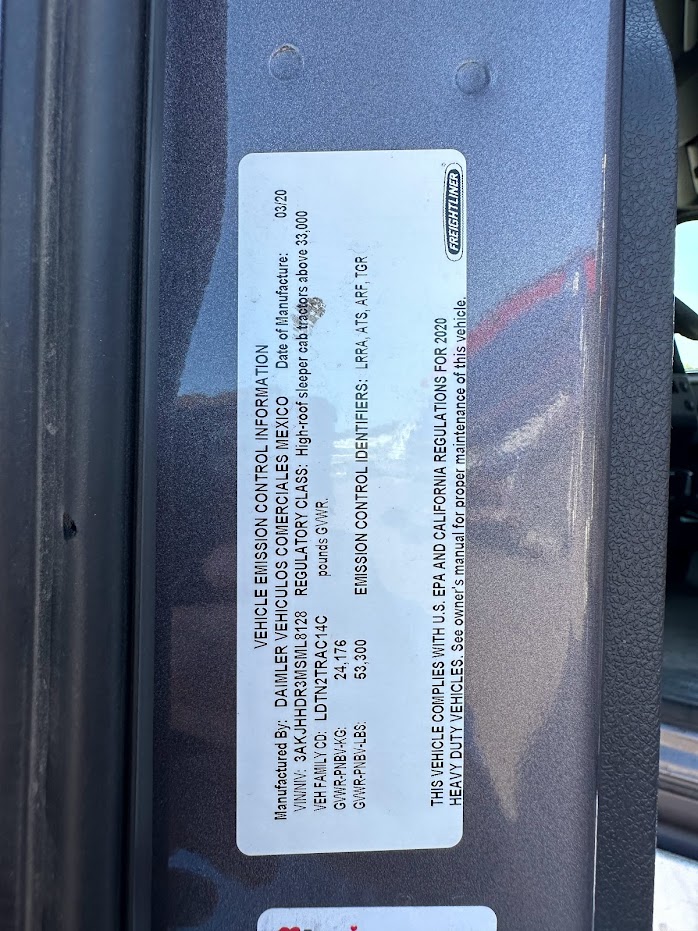 VEHICLE EMISSION CONTROL INFORMATION
Manufactured By: DAIMLER VEHICULOS COMERCIALES MEXICO Date of Manufacture: 03/20
VIN/NIV: 3AKJHHDR3MSML8128 REGULATORY CLASS: High-roof sleeper cab tractors above 33,000
VEH FAMILY CD: LDTN2TRAC14C pounds GVWR.
GVWR-PNBV-KG: 24,176
GVWR-PNBV-LBS: 53,300 EMISSION CONTROL IDENTIFIERS: LRRA, ATS, ARF, TGR
THIS VEHICLE COMPLIES WITH U.S. EPA AND CALIFORNIA REGULATIONS FOR 2020
HEAVY DUTY VEHICLES. See owner's manual for proper maintenance of this vehicle.
FREIGHTLINER